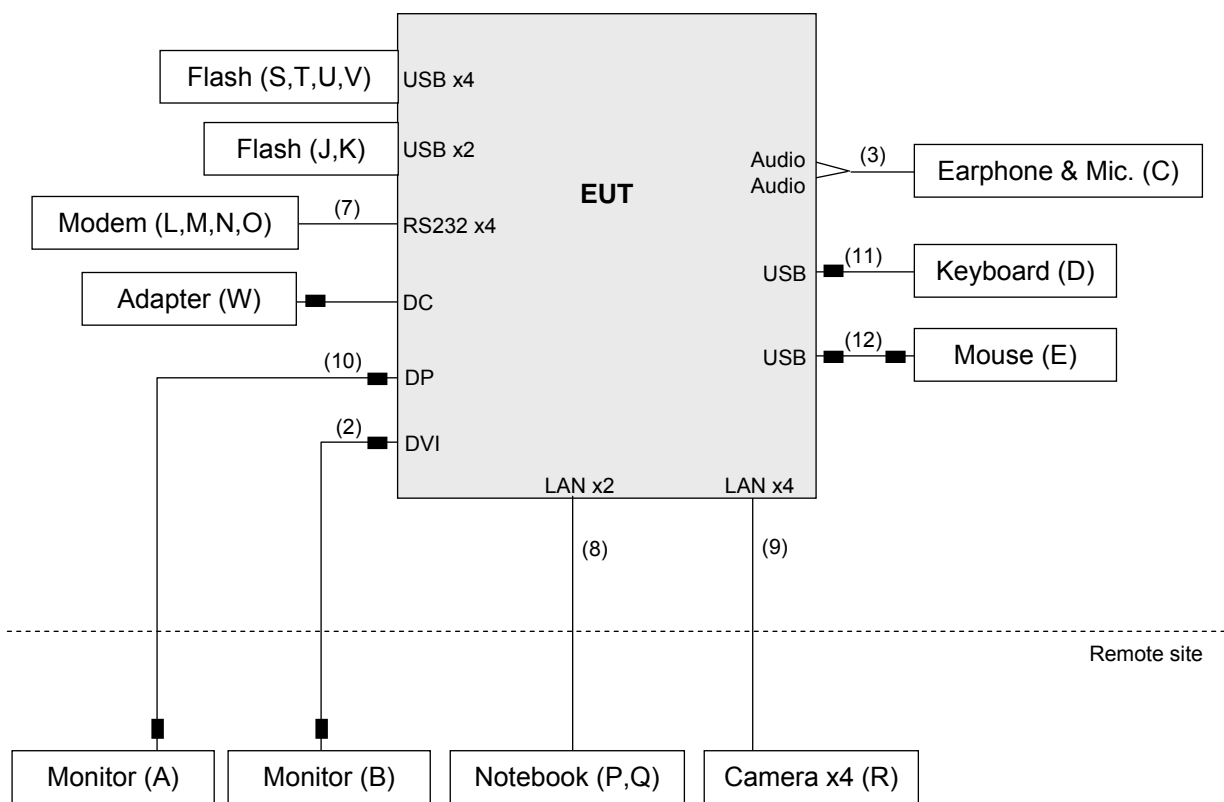 Flash (S,T,U,V)
USB x4
Flash (J,K)
USB x2
EUT
Audio
Audio
(3)
Earphone & Mic. (C)
Modem (L,M,N,O)
(7)
RS232 x4
USB
(11)
Keyboard (D)
Adapter (W)
DC
USB
(12)
Mouse (E)
(10)
DP
(2)
DVI
LAN x2
LAN x4
(8)
(9)
Remote site
Monitor (A)
Monitor (B)
Notebook (P,Q)
Camera x4 (R)